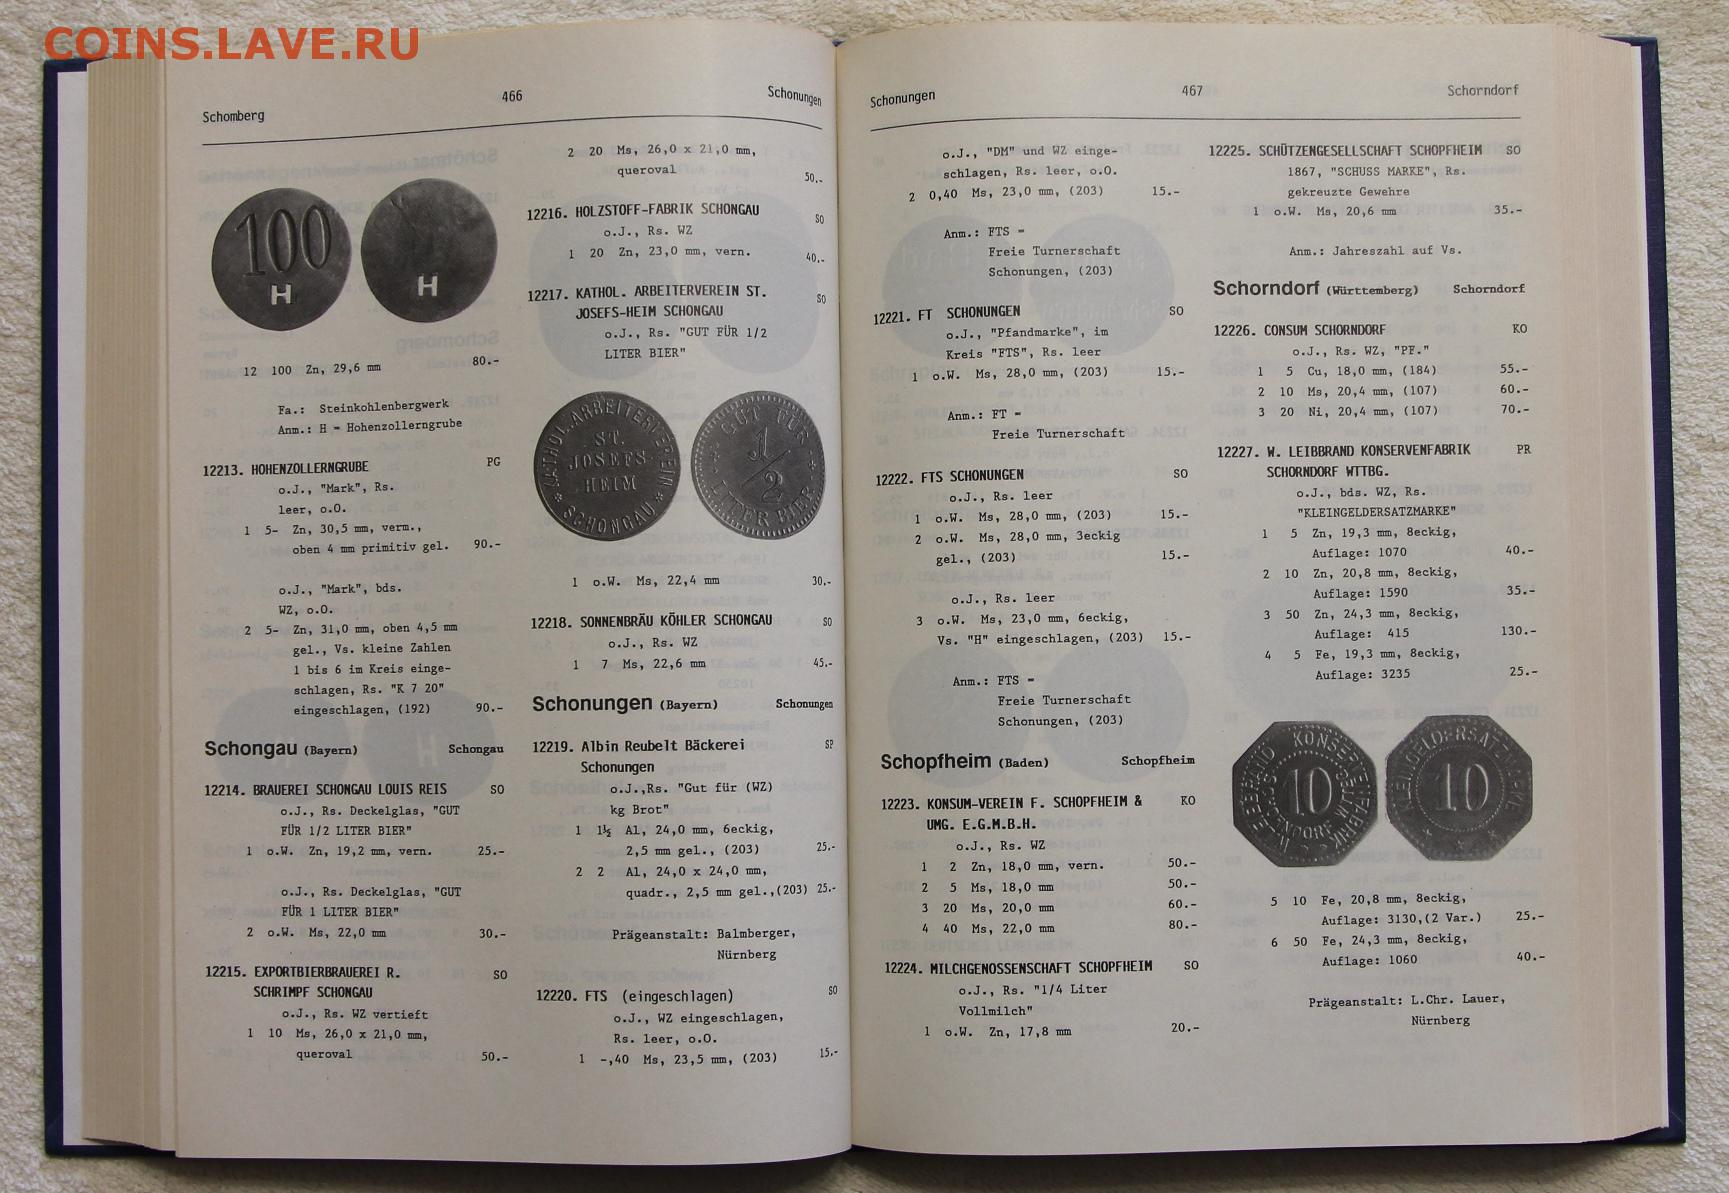 COINS.LAVE.RU
466
Schomberg
Schonungen
100
H
H
12 100 Zn, 29,6 mm 80.-
Fa.: Steinkohlenbergwerk
Anm.: H = Hohenzollerngrube
12213. HOHENZOLLERNGRUBE PG
o.J., "Mark", Rs.
leer, o.O.
1 5- Zn, 30,5 mm, verm.,
oben 4 mm primitiv gel. 90.-
o.J., "Mark", bds.
WZ, o.O.
2 5- Zn, 31,0 mm, oben 4,5 mm
gel., Vs. kleine Zahlen
1 bis 6 im Kreis einge-
schlagen, Rs. "K 7 20"
eingeschlagen, (192) 90.-
Schongau (Bayern) Schongau
12214. BRAUEREI SCHONGAU LOUIS REIS SO
o.J., Rs. Deckelglas, "GUT
FÜR 1/2 LITER BIER"
1 o.W. Zn, 19,2 mm, vern. 25.-
o.J., Rs. Deckelglas, "GUT
FÜR 1 LITER BIER"
2 o.W. Ms, 22,0 mm 30.-
12215. EXPORTBIERBRAUEREI R. SO
SCHRIMPF SCHONGAU
o.J., Rs. WZ vertieft
1 10 Ms, 26,0 x 21,0 mm,
queroval 50.-
2 20 Ms, 26,0 x 21,0 mm,
queroval 50.-
12216. HOLZSTOFF-FABRIK SCHONGAU SO
o.J., Rs. WZ
1 20 Zn, 23,0 mm, vern. 40.-
12217. KATHOL. ARBEITERVEREIN ST. SO
JOSEFS-HEIM SCHONGAU
o.J., Rs. "GUT FÜR 1/2
LITER BIER"
KATHOL. ARBEITERVEREIN
ST.
JOSEFS-
HEIM
* SCHONGAU *
GUT FÜR
1/2
LITER BIER
1 o.W. Ms, 22,4 mm 30.-
12218. SONNENBRÄU KÖHLER SCHONGAU SO
o.J., Rs. WZ
1 7 Ms, 22,6 mm 45.-
Schonungen (Bayern) Schonungen
12219. Albin Reubelt Bäckerei SP
Schonungen
o.J.,Rs. "Gut für (WZ)
kg Brot"
1 1½ Al, 24,0 mm, 6eckig,
2,5 mm gel., (203) 25.-
2 2 Al, 24,0 x 24,0 mm,
quadr., 2,5 mm gel.,(203) 25.-
Prägeanstalt: Balmberger,
Nürnberg
12220. FTS (eingeschlagen) SO
o.J., WZ eingeschlagen,
Rs. leer, o.O.
1 -,40 Ms, 23,5 mm, (203) 15.-
Schonungen
467
Schorndorf
o.J., "DM" und WZ einge-
schlagen, Rs. leer, o.O.
2 0,40 Ms, 23,0 mm, (203) 15.-
Anm.: FTS =
Freie Turnerschaft
Schonungen, (203)
12221. FT SCHONUNGEN SO
o.J., "Pfandmarke", im
Kreis "FTS", Rs. leer
1 o.W. Ms, 28,0 mm, (203) 15.-
Anm.: FT =
Freie Turnerschaft
12222. FTS SCHONUNGEN SO
o.J., Rs. leer
1 o.W. Ms, 28,0 mm, (203) 15.-
2 o.W. Ms, 28,0 mm, 3eckig
gel., (203) 15.-
o.J., Rs. leer
3 o.W. Ms, 23,0 mm, 6eckig,
Vs. "H" eingeschlagen, (203) 15.-
Anm.: FTS =
Freie Turnerschaft
Schonungen, (203)
Schopfheim (Baden) Schopfheim
12223. KONSUM-VEREIN F. SCHOPFHEIM & KO
UMG. E.G.M.B.H.
o.J., Rs. WZ
1 2 Zn, 18,0 mm, vern. 50.-
2 5 Ms, 18,0 mm 50.-
3 20 Ms, 20,0 mm 60.-
4 40 Ms, 22,0 mm 80.-
12224. MILCHGENOSSENSCHAFT SCHOPFHEIM SO
o.J., Rs. "1/4 Liter
Vollmilch"
1 o.W. Zn, 17,8 mm 20.-
12225. SCHÜTZENGESELLSCHAFT SCHOPFHEIM SO
1867, "SCHUSS MARKE", Rs.
gekreuzte Gewehre
1 o.W. Ms, 20,6 mm 35.-
Anm.: Jahreszahl auf Vs.
Schorndorf (Württemberg) Schorndorf
12226. CONSUM SCHORNDORF KO
o.J., Rs. WZ, "PF."
1 5 Cu, 18,0 mm, (184) 55.-
2 10 Ms, 20,4 mm, (107) 60.-
3 20 Ni, 20,4 mm, (107) 70.-
12227. W. LEIBBRAND KONSERVENFABRIK PR
SCHORNDORF WTTBG.
o.J., bds. WZ, Rs.
"KLEINGELDERSATZMARKE"
1 5 Zn, 19,3 mm, 8eckig,
Auflage: 1070 40.-
2 10 Zn, 20,8 mm, 8eckig,
Auflage: 1590 35.-
3 50 Zn, 24,3 mm, 8eckig,
Auflage: 415 130.-
4 5 Fe, 19,3 mm, 8eckig,
Auflage: 3235 25.-
W. LEIBBRAND KONSERVENFABRIK
10
SCHORNDORF WTTBG.
KLEINGELDERSATZMARKE
10
5 10 Fe, 20,8 mm, 8eckig,
Auflage: 3130,(2 Var.) 25.-
6 50 Fe, 24,3 mm, 8eckig,
Auflage: 1060 40.-
Prägeanstalt: L.Chr. Lauer,
Nürnberg